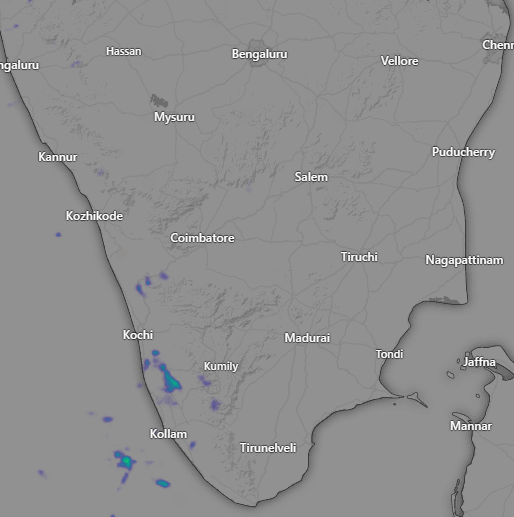 Hassan
Bengaluru
Chenn
ngaluru
Vellore
Mysuru
Kannur
Puducherry
Salem
Kozhikode
Coimbatore
Tiruchi
Nagapattinam
Kochi
Madurai
Tondi
Kumily
Jaffna
Mannar
Kollam
Tirunelveli